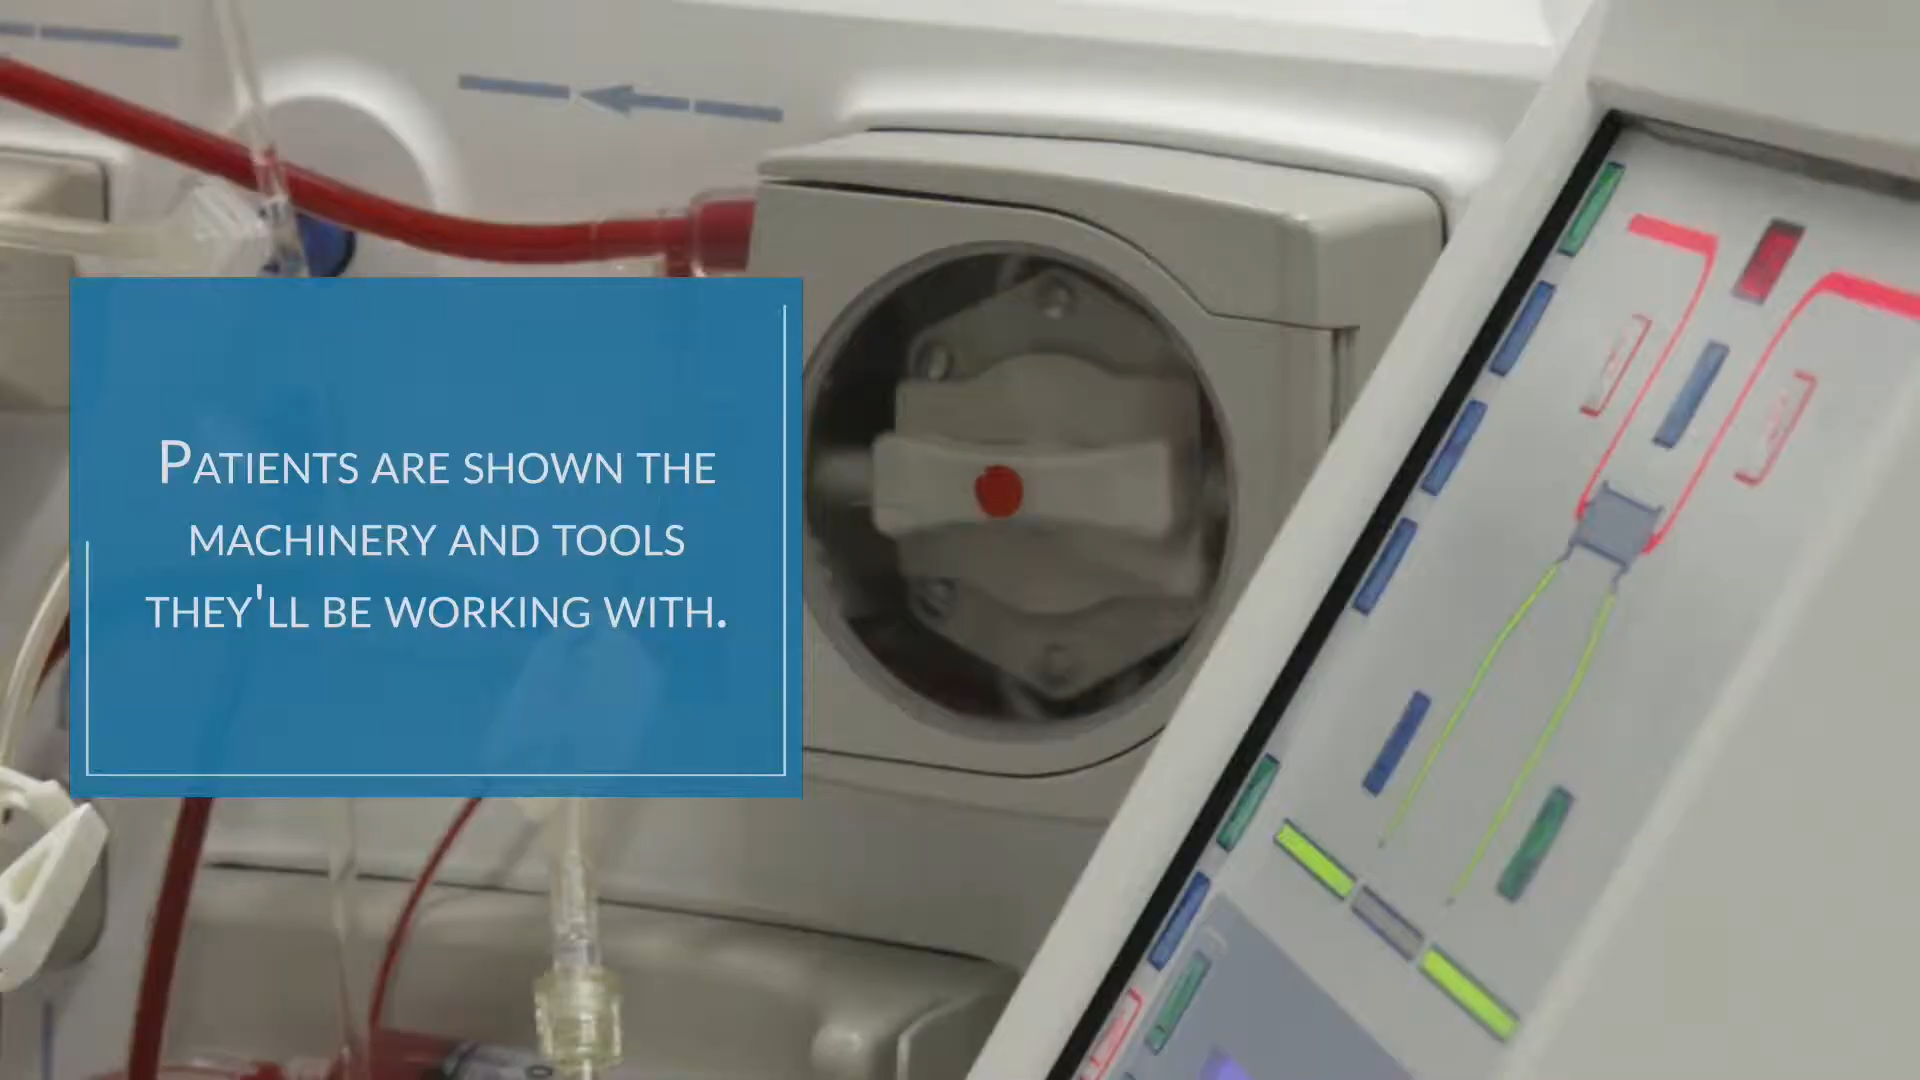 Patients are shown the
machinery and tools
they'll be working with.